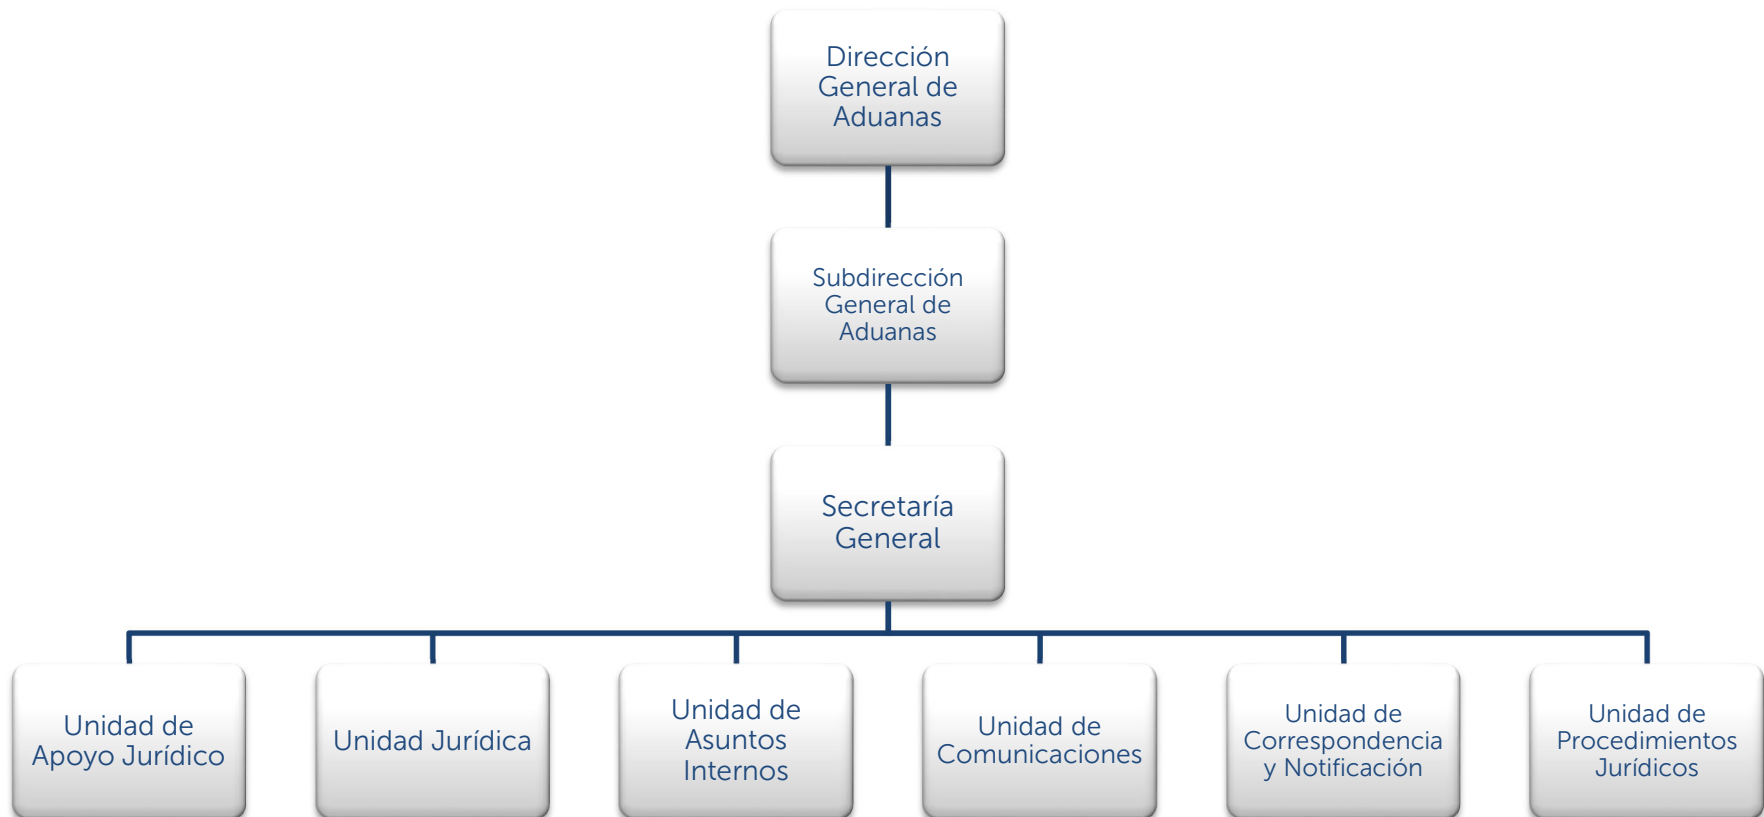 Dirección
General de
Aduanas
Subdirección
General de
Aduanas
Secretaría
General
Unidad de
Apoyo Jurídico
Unidad Jurídica
Unidad de
Asuntos
Internos
Unidad de
Comunicaciones
Unidad de
Correspondencia
y Notificación
Unidad de
Procedimientos
Jurídicos